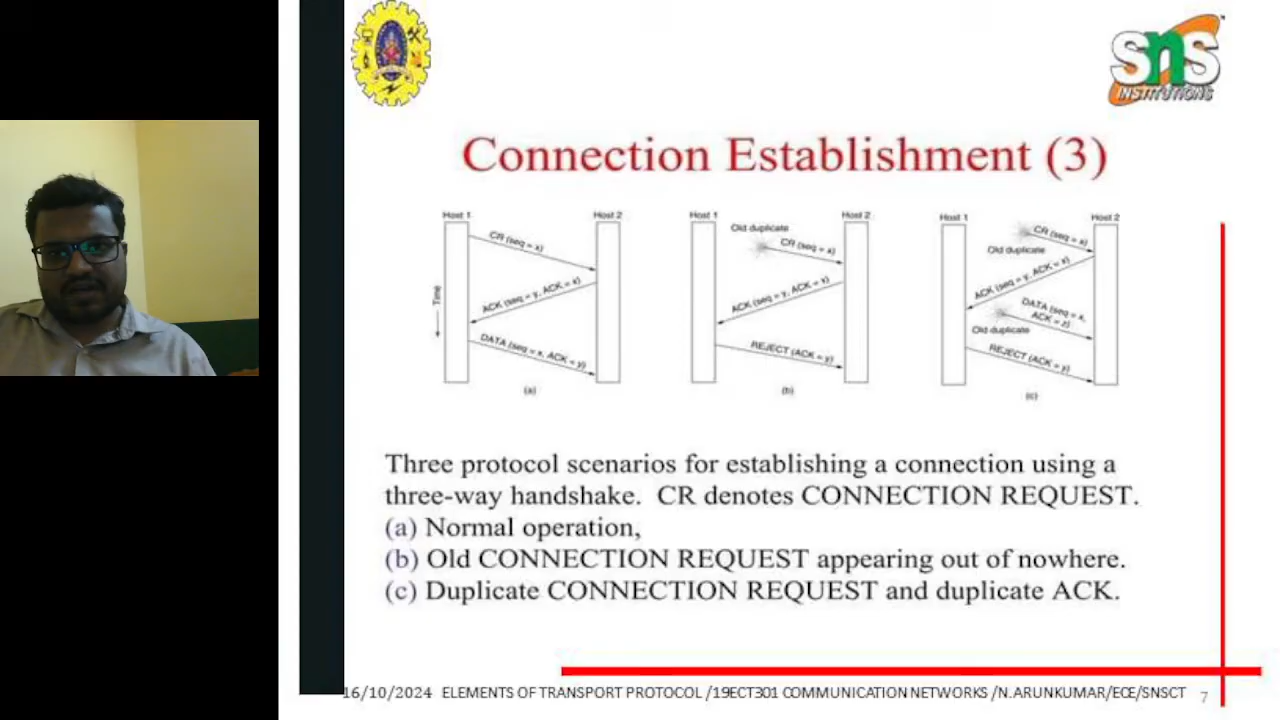 SNS
INSTITUTIONS
Connection Establishment (3)
Host 1
Host 2
Time
CR (seq = x)
ACK (seq = y, ACK = x)
DATA (seq = x, ACK = y)
(a)
Host 1
Host 2
Old duplicate
CR (seq = x)
ACK (seq = y, ACK = x)
REJECT (ACK = y)
(b)
Host 1
Host 2
CR (seq = x)
Old duplicate
ACK (seq = y, ACK = x)
DATA (seq = x,
ACK = z)
Old duplicate
REJECT (ACK = y)
(c)
Three protocol scenarios for establishing a connection using a
three-way handshake.  CR denotes CONNECTION REQUEST.
(a) Normal operation,
(b) Old CONNECTION REQUEST appearing out of nowhere.
(c) Duplicate CONNECTION REQUEST and duplicate ACK.
16/10/2024 ELEMENTS OF TRANSPORT PROTOCOL /19ECT301 COMMUNICATION NETWORKS /N.ARUNKUMAR/ECE/SNSCT 7